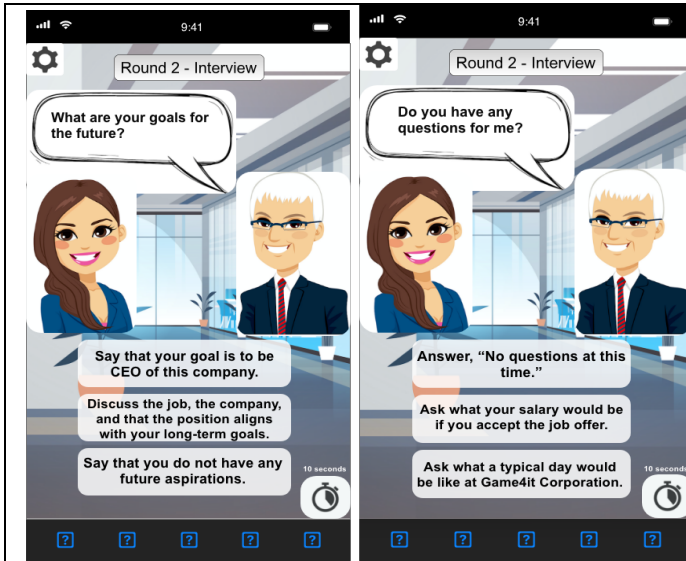 9:41
Round 2 - Interview
What are your goals for
the future?
Say that your goal is to be
CEO of this company.
Discuss the job, the company,
and that the position aligns
with your long-term goals.
Say that you do not have any
future aspirations.
10 seconds
?
?
?
?
?
9:41
Round 2 - Interview
Do you have any
questions for me?
Answer, “No questions at this
time.”
Ask what your salary would be
if you accept the job offer.
Ask what a typical day would
be like at Game4it Corporation.
10 seconds
?
?
?
?
?